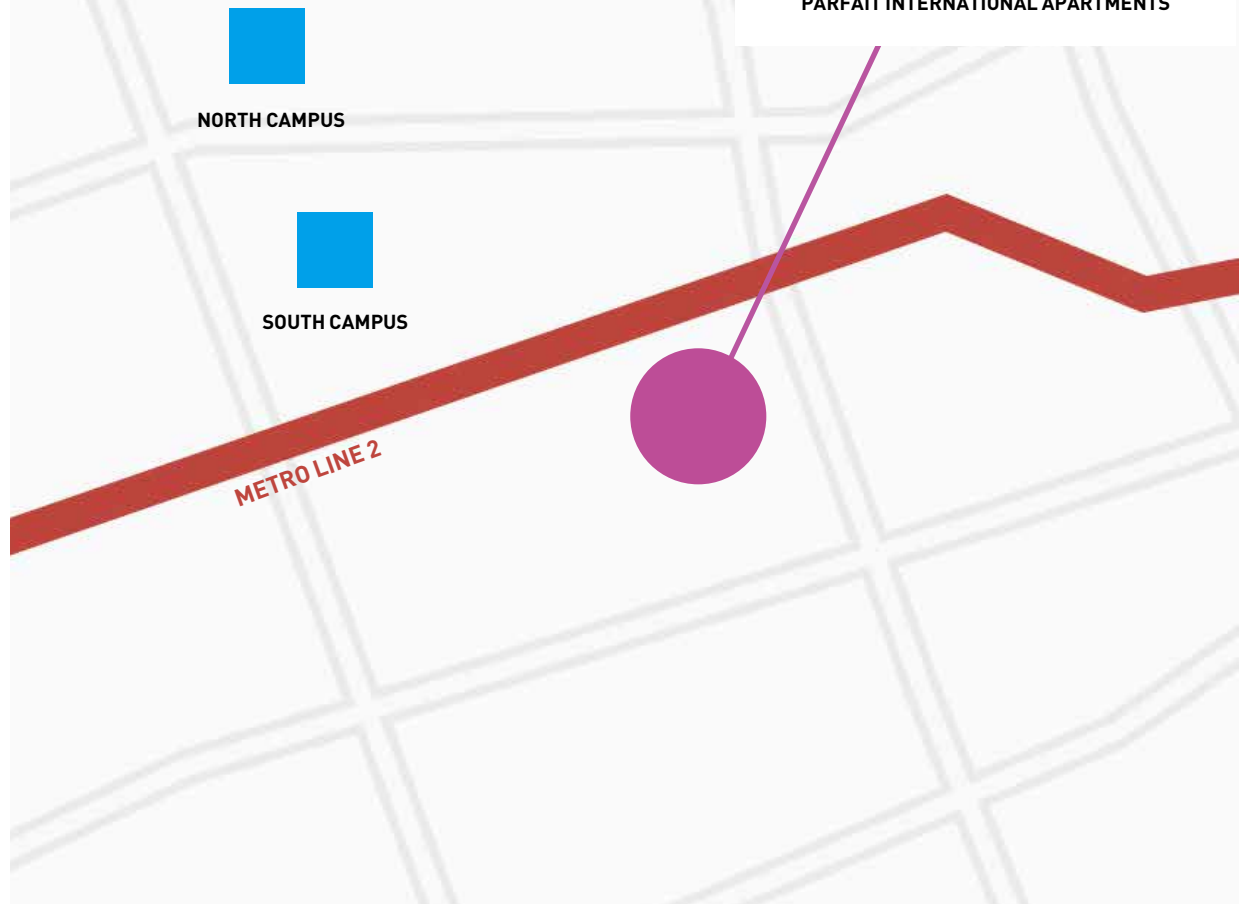 PARFAIT INTERNATIONAL APARTMENTS
NORTH CAMPUS
SOUTH CAMPUS
METRO LINE 2